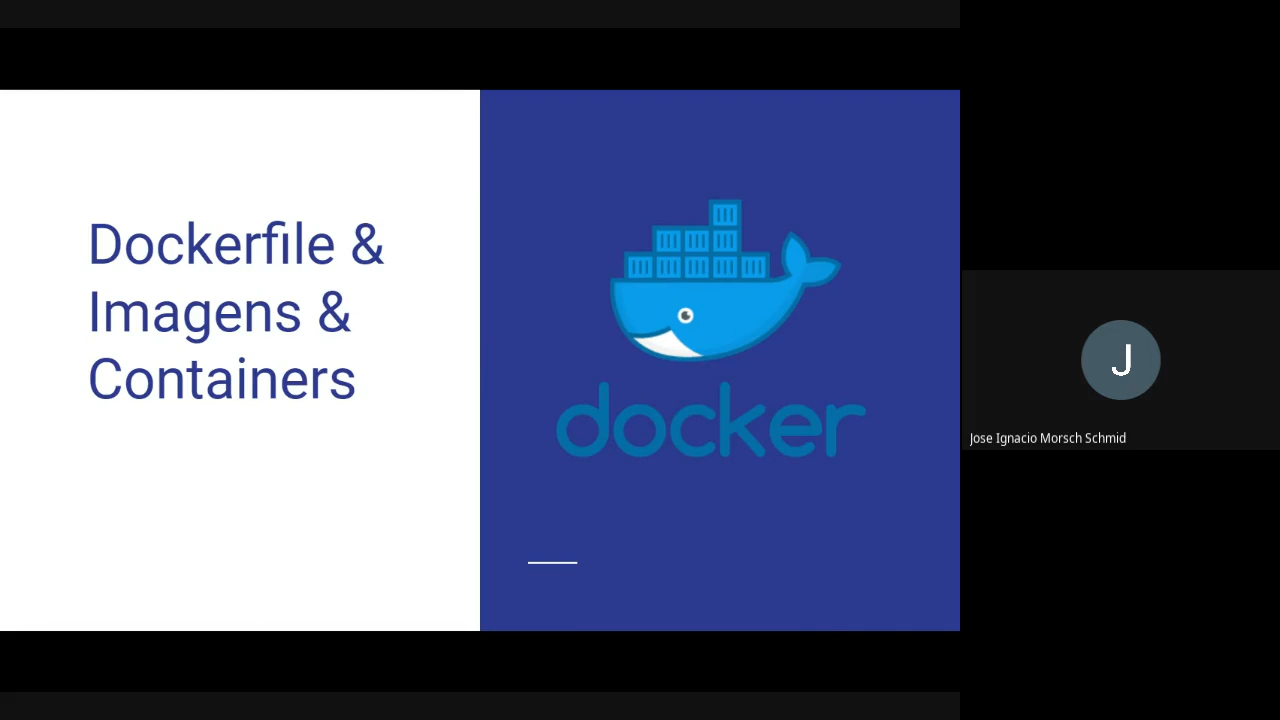 Dockerfile &
Imagens &
Containers
docker
J
Jose Ignacio Morsch Schmid